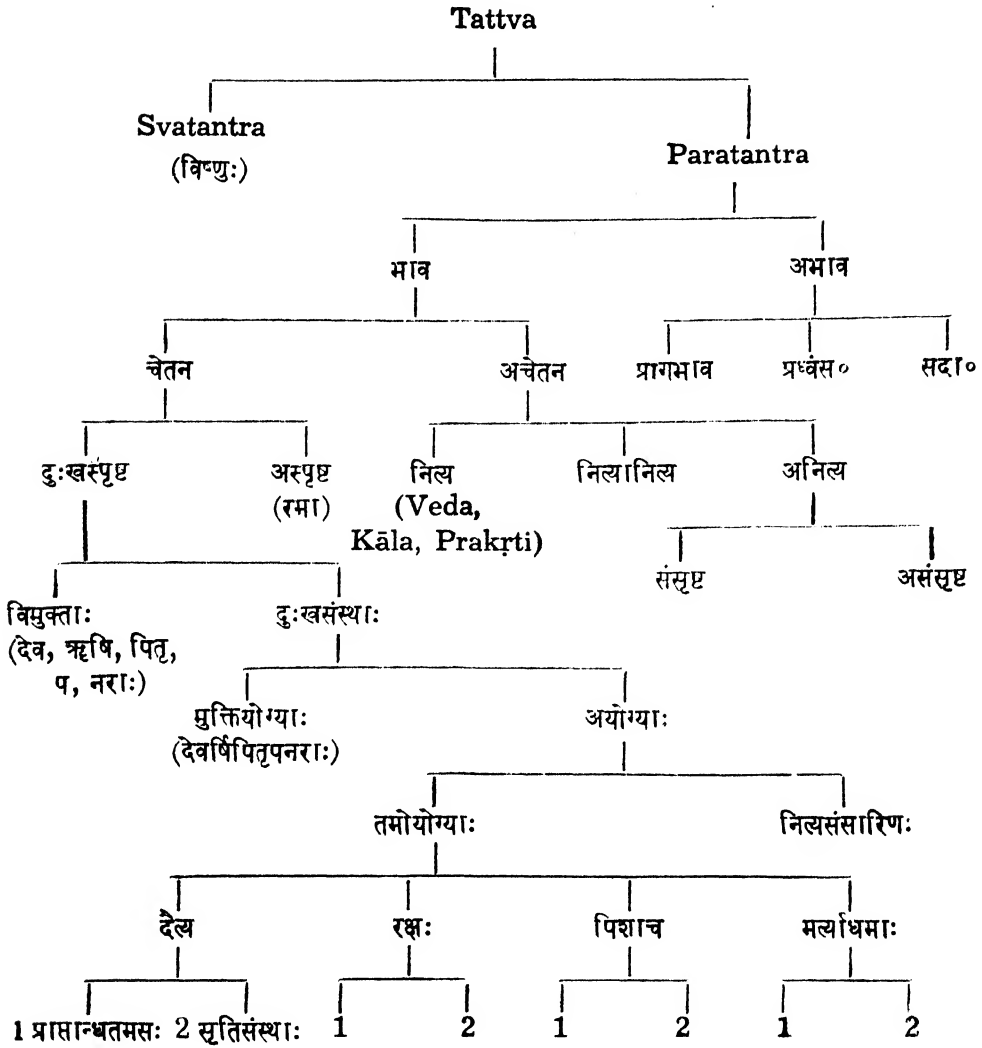 Tattva
Svatantra
(विष्णुः)
Paratantra
भाव
अभाव
चेतन
अचेतन
प्रागभाव
प्रध्वंस०
सदा०
दुःखस्पृष्ट
अस्पृष्ट
(रमा)
नित्य
(Veda,
Kāla, Prakṛti)
नित्यानित्य
अनित्य
संसृष्ट
असंसृष्ट
विमुक्ताः
(देव, ऋषि, पितृ,
प, नराः)
दुःखसंस्थाः
मुक्तियोग्याः
(देवर्षिपितृपनराः)
अयोग्याः
तमोयोग्याः
नित्यसंसारिणः
दैत्य
रक्षः
पिशाच
मर्त्याधमाः
1 प्राप्तान्धतमसः 2 सृतिसंस्थाः 1 2 1 2 1 2